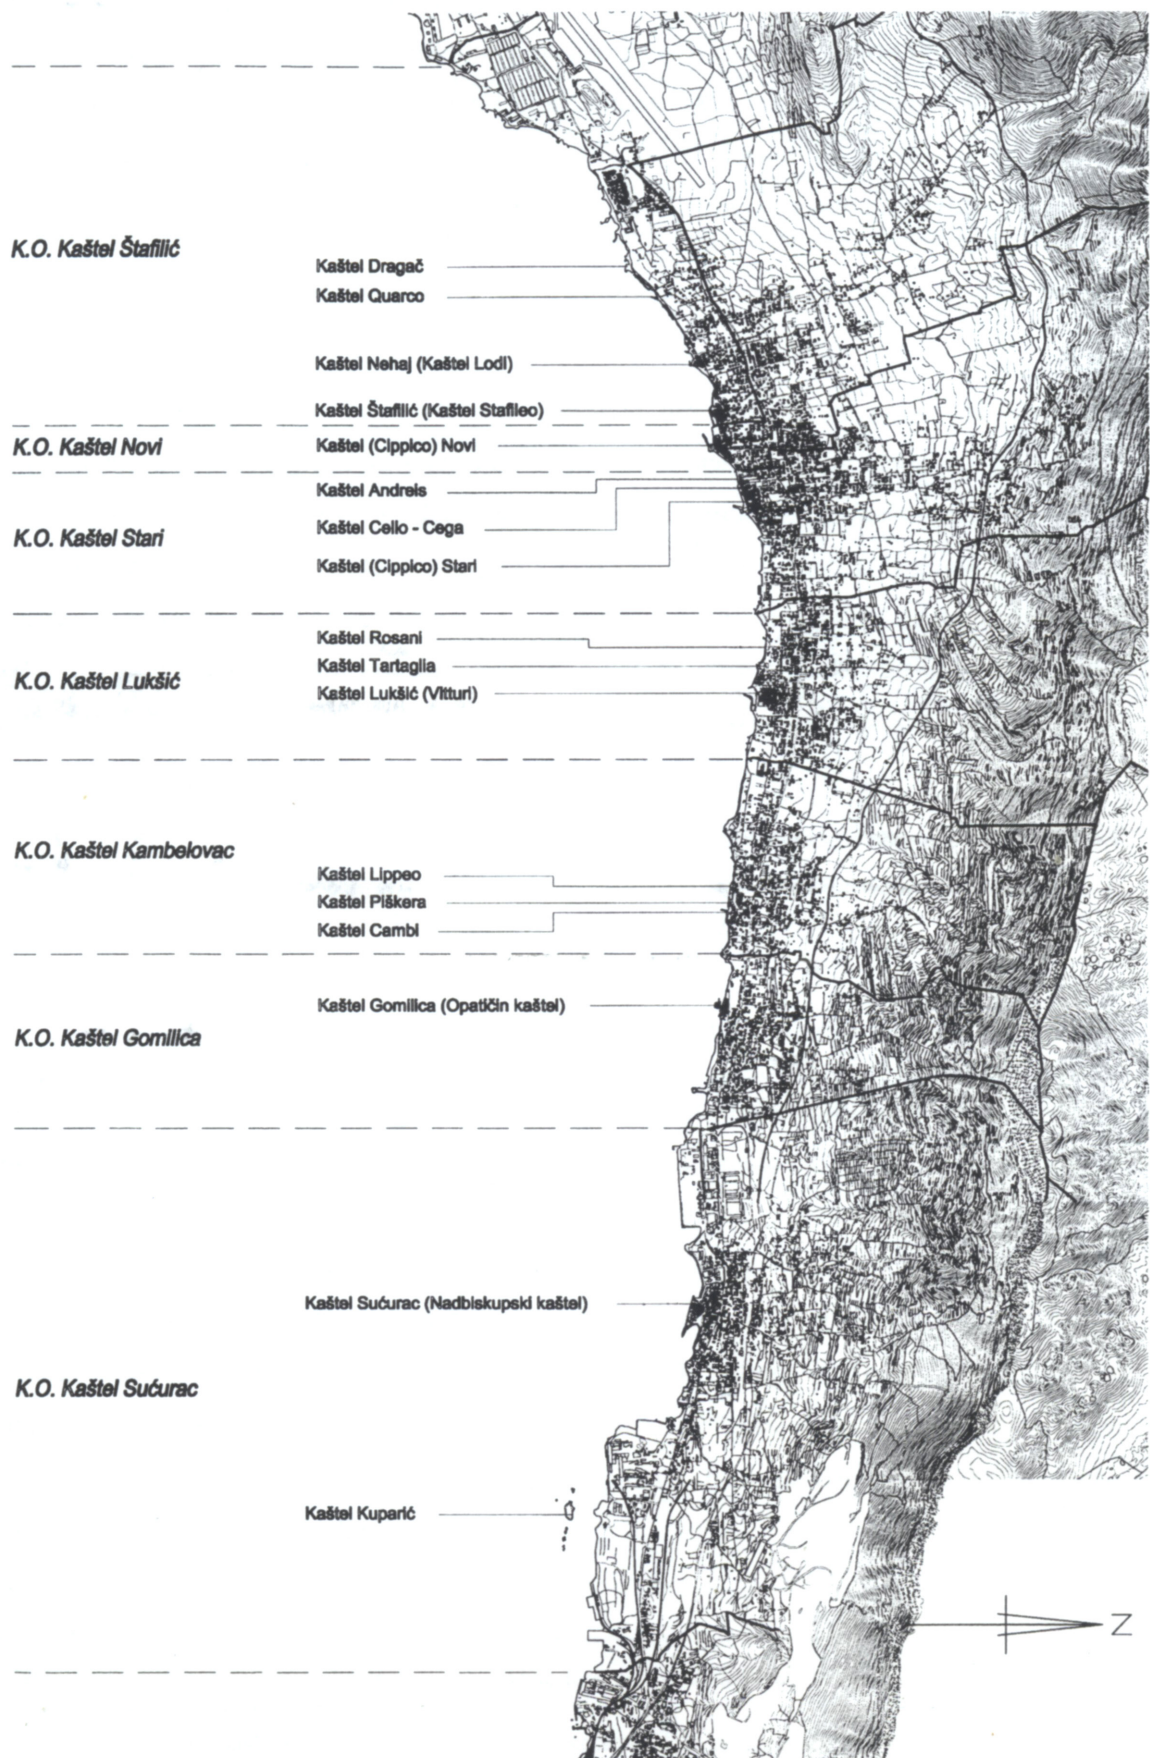 K.O. Kaštel Štafilić
Kaštel Dragač
Kaštel Quarco
Kaštel Nehaj (Kaštel Lodi)
Kaštel Štafilić (Kaštel Stafileo)
K.O. Kaštel Novi
Kaštel (Cippico) Novi
Kaštel Andreis
K.O. Kaštel Stari
Kaštel Celio - Cega
Kaštel (Cippico) Stari
Kaštel Rosani
Kaštel Tartaglia
K.O. Kaštel Lukšić
Kaštel Lukšić (Vitturi)
K.O. Kaštel Kambelovac
Kaštel Lippeo
Kaštel Piškera
Kaštel Cambi
Kaštel Gomilica (Opatičin kaštel)
K.O. Kaštel Gomilica
Kaštel Sućurac (Nadbiskupski kaštel)
K.O. Kaštel Sućurac
Kaštel Kuparić
N